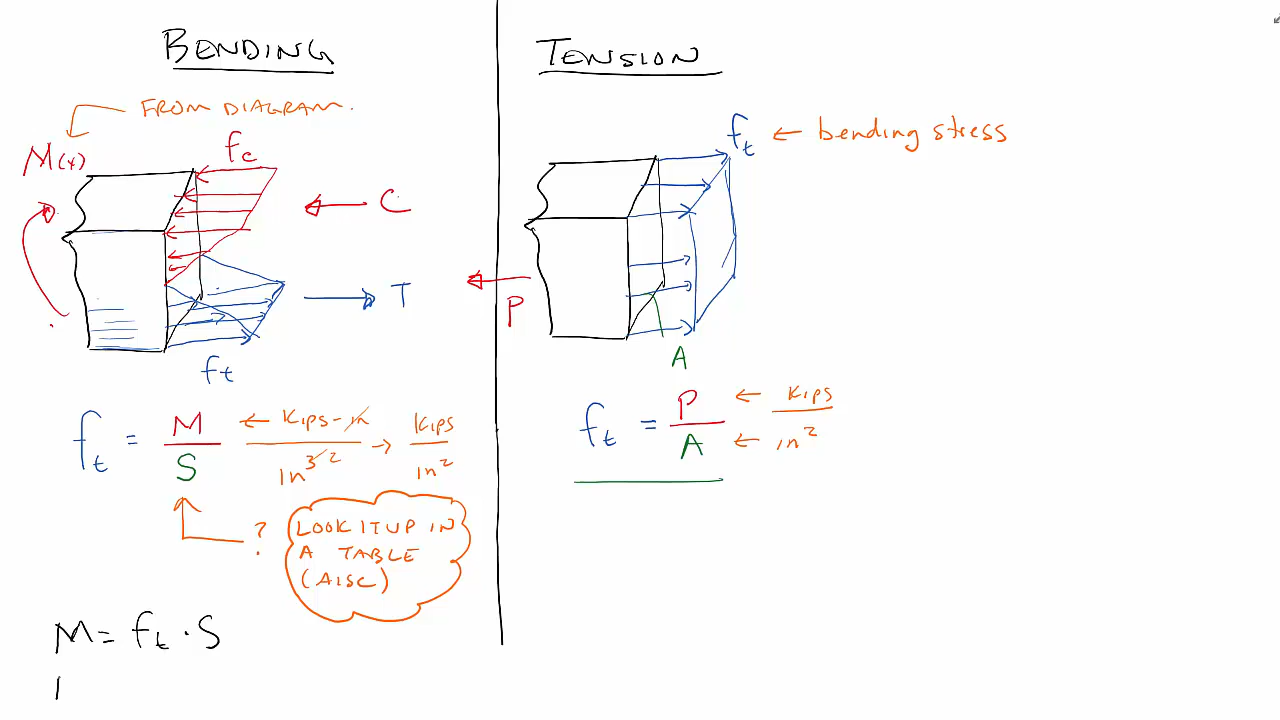 BENDING
FROM DIAGRAM.
M(x)
fc
C
T
ft
ft = M/S ← KIPS-in / in³ 2 → KIPS / in²
?
LOOK IT UP IN
A TABLE
(AISC)
M = ft · S
TENSION
ft ← bending stress
P
A
ft = P/A ← KIPS
← in²